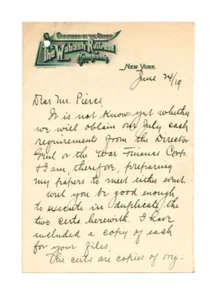 The Wabash Railroad
Company
NEW YORK.
June 24/19
Dear Mr. Pierce,
It is not know yet whether
we will obtain our July cash
requirement from the Director
Genl or the War Finance Corp
& I am, therefore, preparing
my papers to meet either event
Will you be good enough
to execute in duplicate the
two certs herewith. I have
included a copy of each
for your files.
The certs are copies of org-